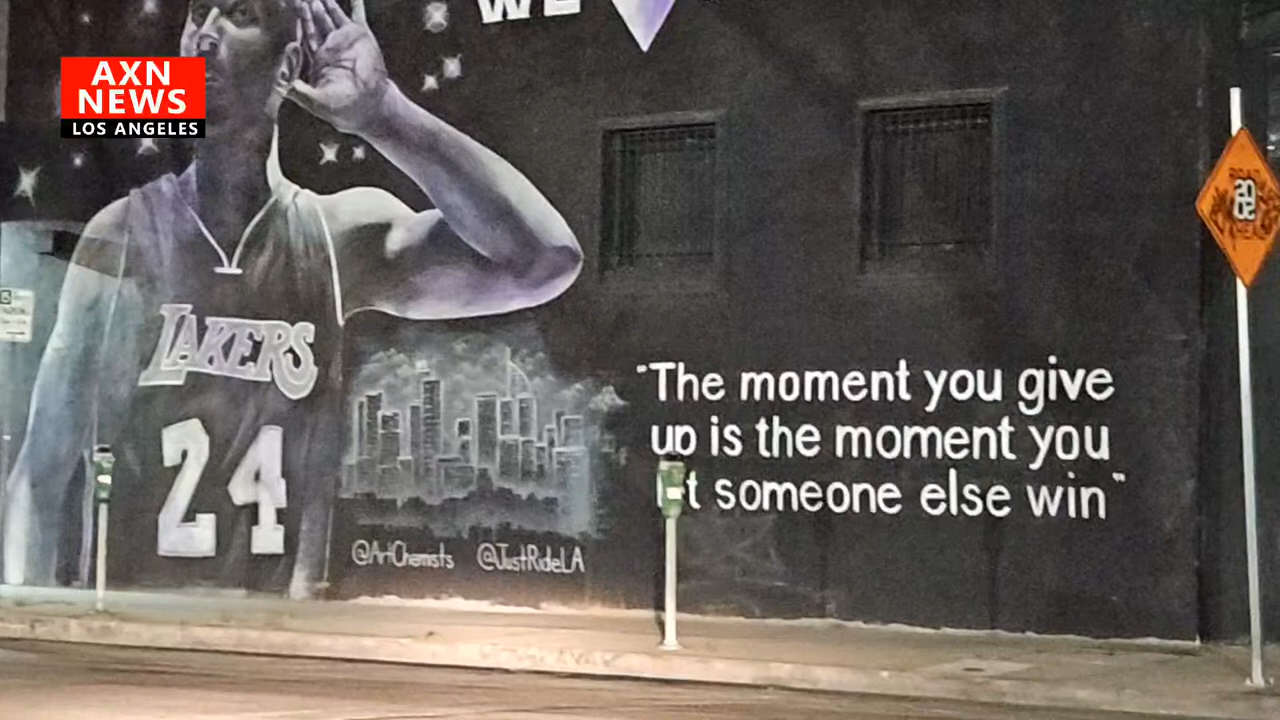 WE
AXN
NEWS
LOS ANGELES
LAKERS
24
"The moment you give
up is the moment you
let someone else win"
@ArtChemists @JustRideLA